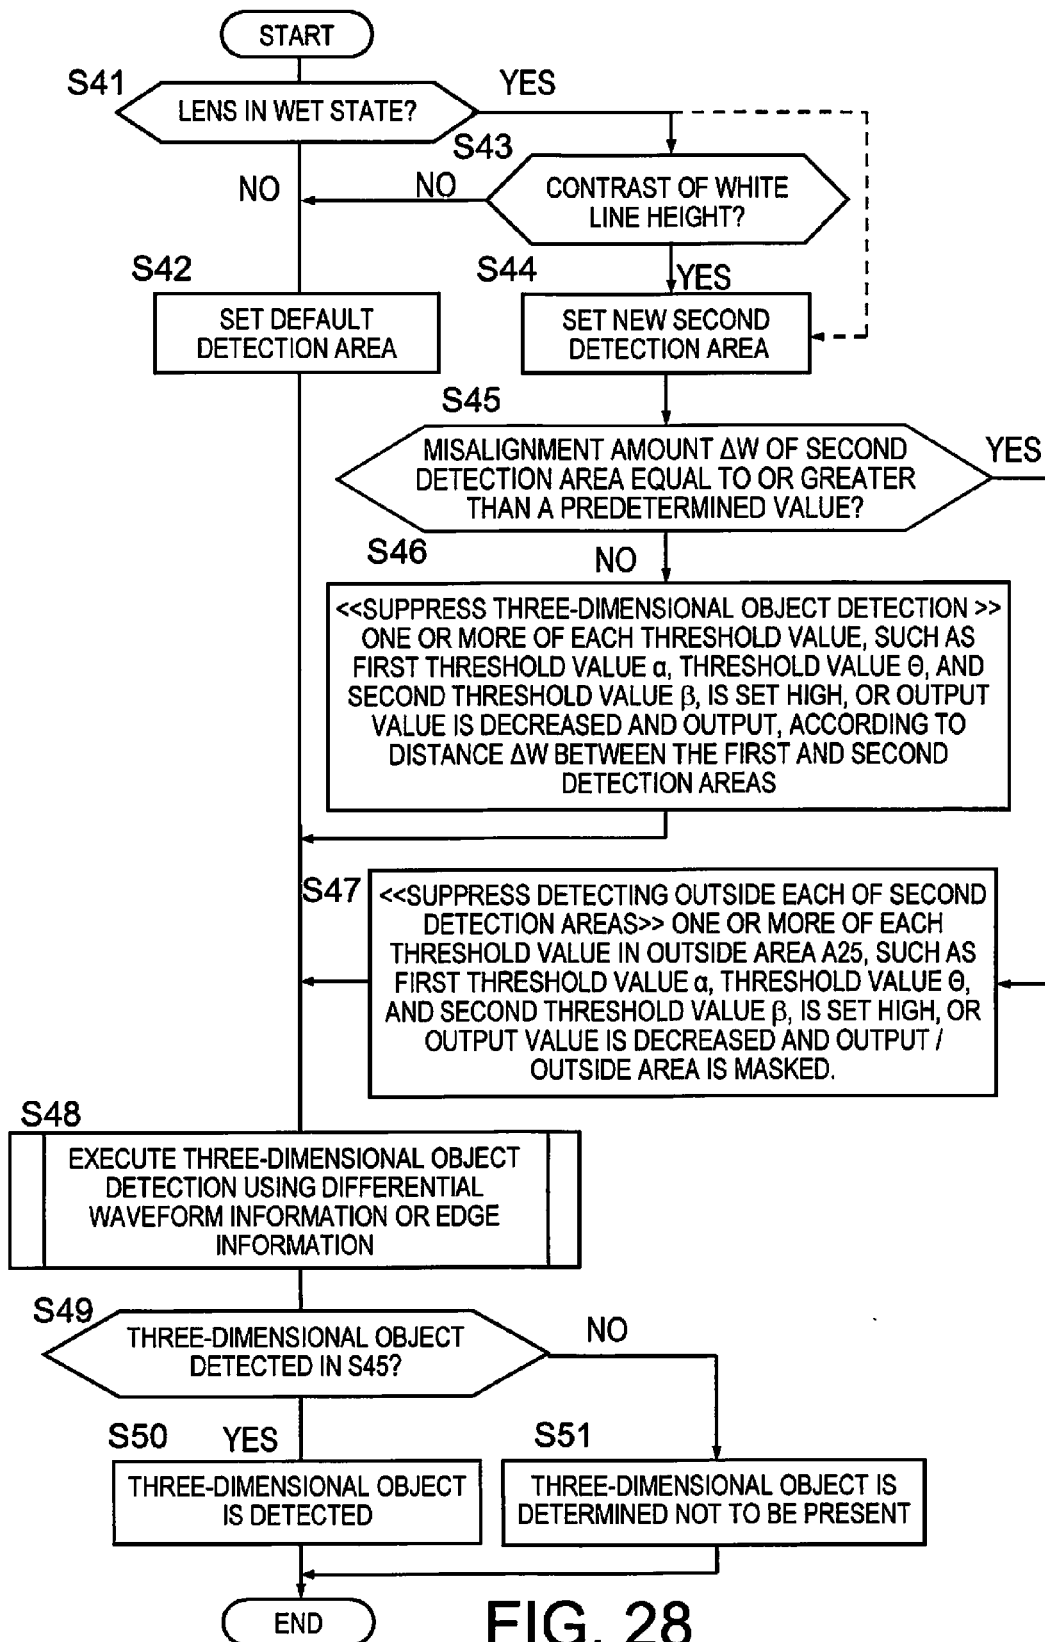 START
S41
LENS IN WET STATE?
YES
S43
NO
NO
CONTRAST OF WHITE
LINE HEIGHT?
S42
S44
YES
SET DEFAULT
DETECTION AREA
SET NEW SECOND
DETECTION AREA
S45
MISALIGNMENT AMOUNT ΔW OF SECOND
DETECTION AREA EQUAL TO OR GREATER
THAN A PREDETERMINED VALUE?
YES
S46
NO
<<SUPPRESS THREE-DIMENSIONAL OBJECT DETECTION >>
ONE OR MORE OF EACH THRESHOLD VALUE, SUCH AS
FIRST THRESHOLD VALUE α, THRESHOLD VALUE Θ, AND
SECOND THRESHOLD VALUE β, IS SET HIGH, OR OUTPUT
VALUE IS DECREASED AND OUTPUT, ACCORDING TO
DISTANCE ΔW BETWEEN THE FIRST AND SECOND
DETECTION AREAS
S47
<<SUPPRESS DETECTING OUTSIDE EACH OF SECOND
DETECTION AREAS>> ONE OR MORE OF EACH
THRESHOLD VALUE IN OUTSIDE AREA A25, SUCH AS
FIRST THRESHOLD VALUE α, THRESHOLD VALUE Θ,
AND SECOND THRESHOLD VALUE β, IS SET HIGH, OR
OUTPUT VALUE IS DECREASED AND OUTPUT /
OUTSIDE AREA IS MASKED.
S48
EXECUTE THREE-DIMENSIONAL OBJECT
DETECTION USING DIFFERENTIAL
WAVEFORM INFORMATION OR EDGE
INFORMATION
S49
THREE-DIMENSIONAL OBJECT
DETECTED IN S45?
NO
S50
YES
S51
THREE-DIMENSIONAL OBJECT
IS DETECTED
THREE-DIMENSIONAL OBJECT IS
DETERMINED NOT TO BE PRESENT
END
FIG. 28